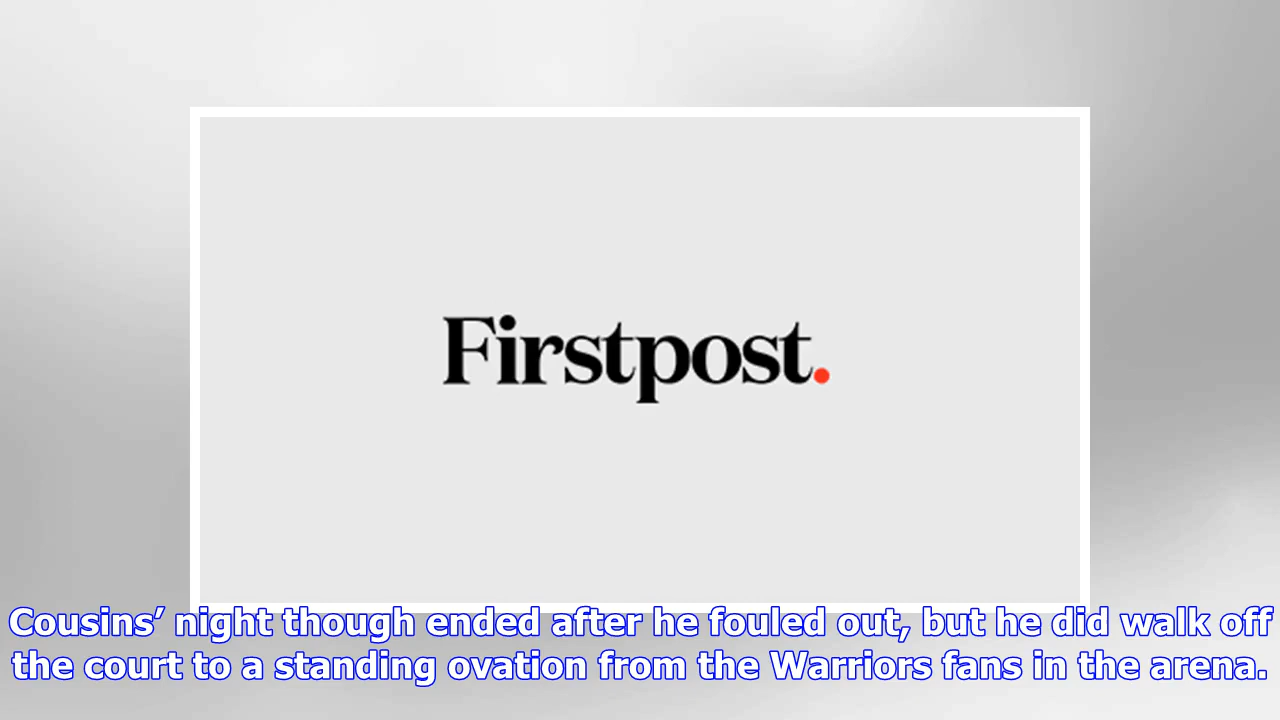 Firstpost.
Cousins’ night though ended after he fouled out, but he did walk off
the court to a standing ovation from the Warriors fans in the arena.